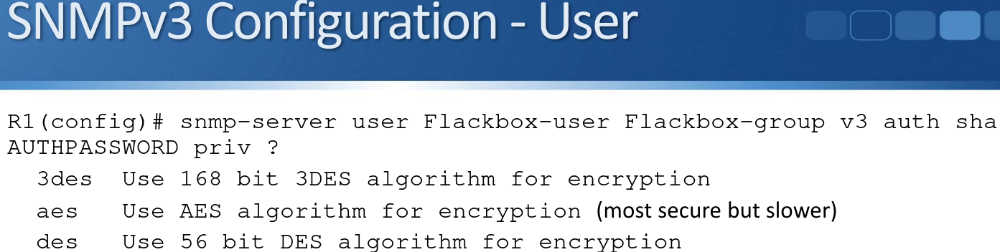 SNMPv3 Configuration - User
R1(config)# snmp-server user Flackbox-user Flackbox-group v3 auth sha
AUTHPASSWORD priv ?
3des Use 168 bit 3DES algorithm for encryption
aes Use AES algorithm for encryption (most secure but slower)
des Use 56 bit DES algorithm for encryption